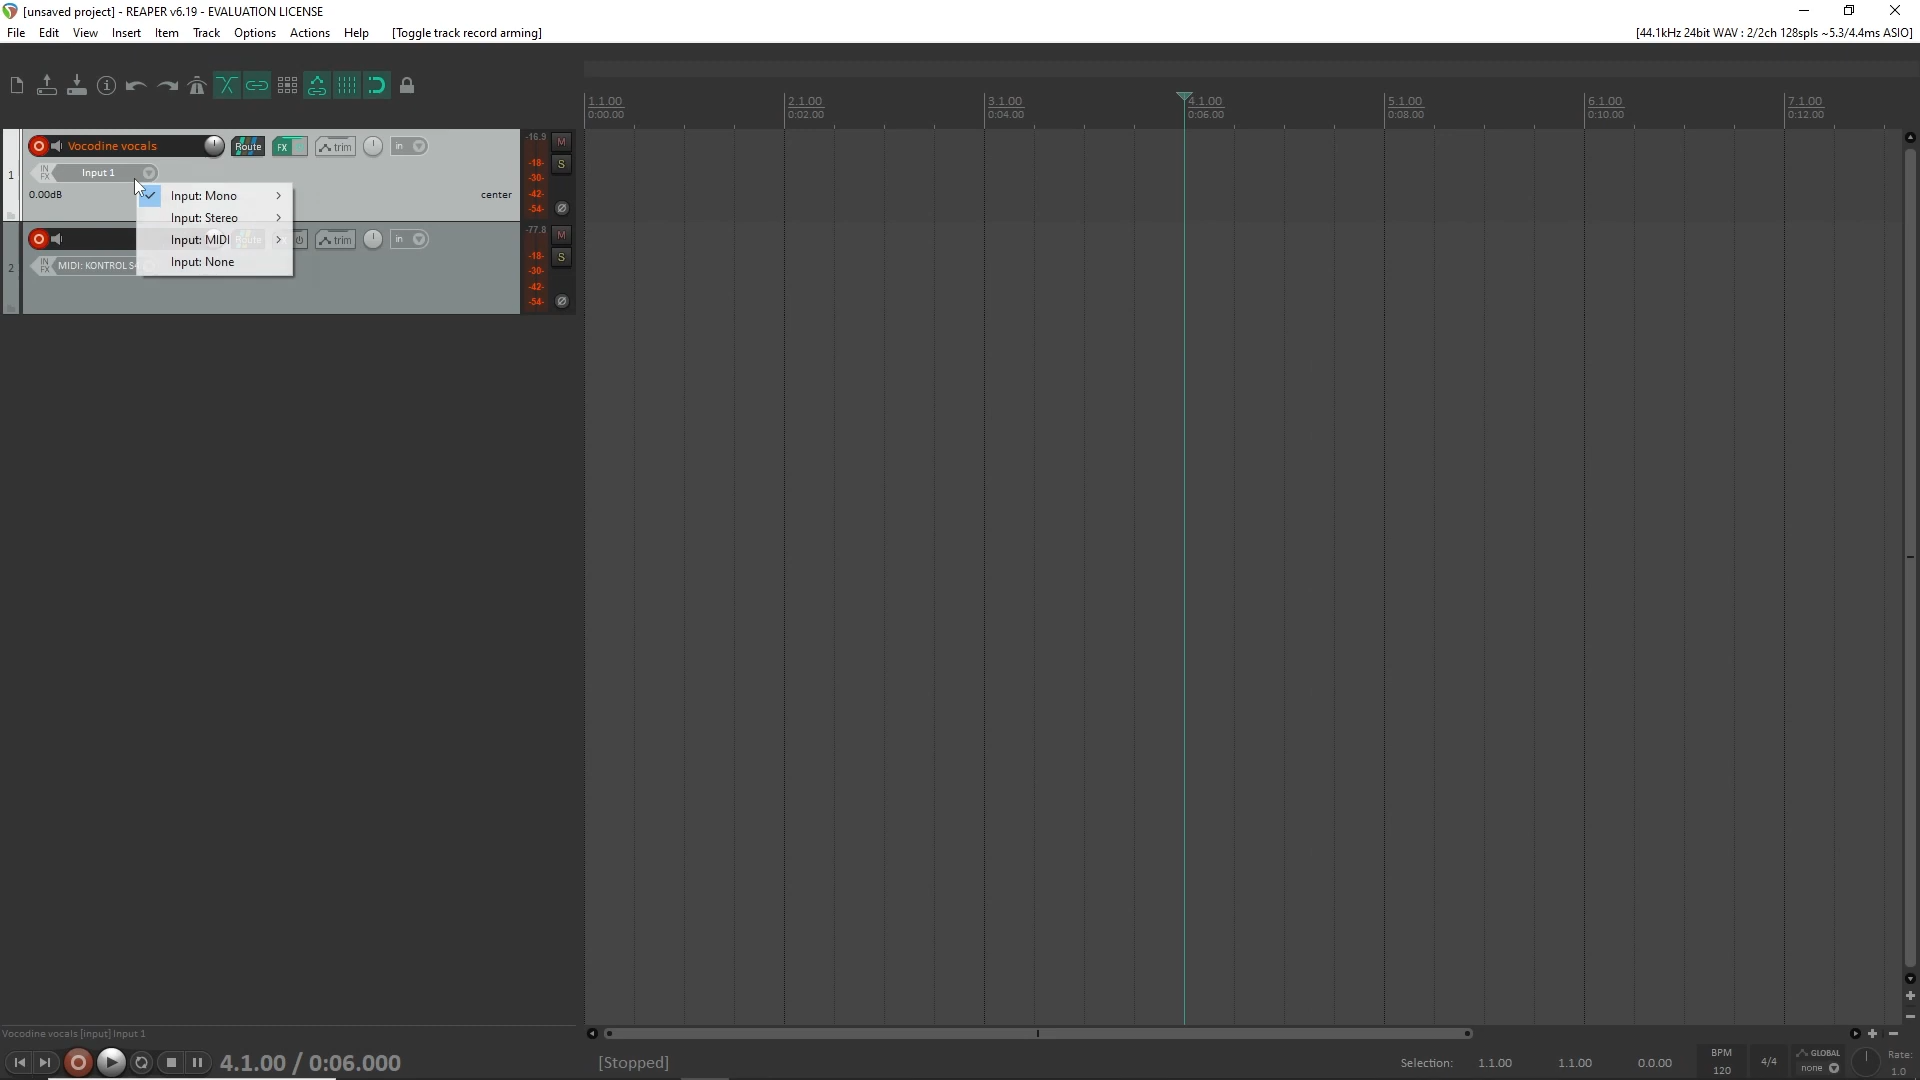 [unsaved project] - REAPER v6.19 - EVALUATION LICENSE
File Edit View Insert Item Track Options Actions Help [Toggle track record arming]
[44.1kHz 24bit WAV : 2/2ch 128spls ~5.3/4.4ms ASIO]
1.1.00 2.1.00 3.1.00 4.1.00 5.1.00 6.1.00 7.1.00
0:00.00 0:02.00 0:04.00 0:06.00 0:08.00 0:10.00 0:12.00
1
Vocodine vocals
Route
FX
trim
in
-16.9
M
IN FX
Input 1
-18-
S
-30-
0.00dB
center
-42-
-54-
Input: Mono
Input: Stereo
Input: MIDI
Input: None
2
Route
trim
in
-77.8
M
IN FX
MIDI: KONTROL S
-18-
S
-30-
-42-
-54-
Vocodine vocals [input] Input 1
4.1.00 / 0:06.000
[Stopped]
Selection: 1.1.00 1.1.00 0.0.00
BPM
120
4/4
GLOBAL
none
Rate:
1.0